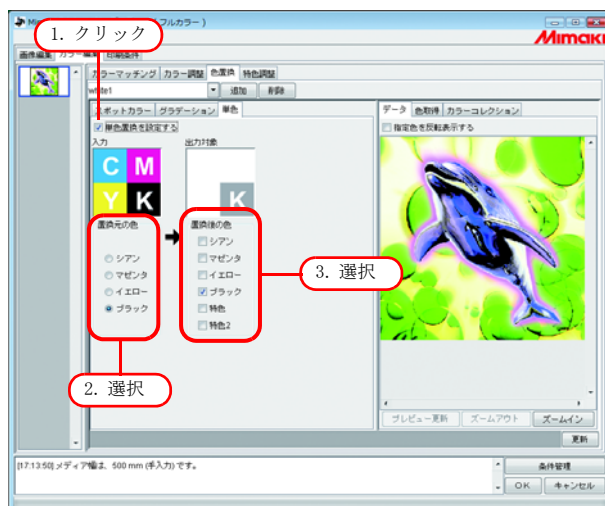 1. クリック
フルカラー )
Mimaki
画像編集 カラー編集 印刷条件
カラーマッチング カラー調整 色置換 特色調整
white1 追加 削除
スポットカラー グラデーション 単色
データ 色取得 カラーコレクション
単色置換を設定する
指定色を反転表示する
入力 出力対象
C M
Y K
K
置換元の色 置換後の色
シアン
マゼンタ
イエロー
ブラック
シアン
マゼンタ
イエロー
ブラック
特色
特色2
3. 選択
2. 選択
プレビュー更新 ズームアウト ズームイン
更新
[17:13:50] メディア幅は、500 mm (手入力) です。
条件管理
OK キャンセル